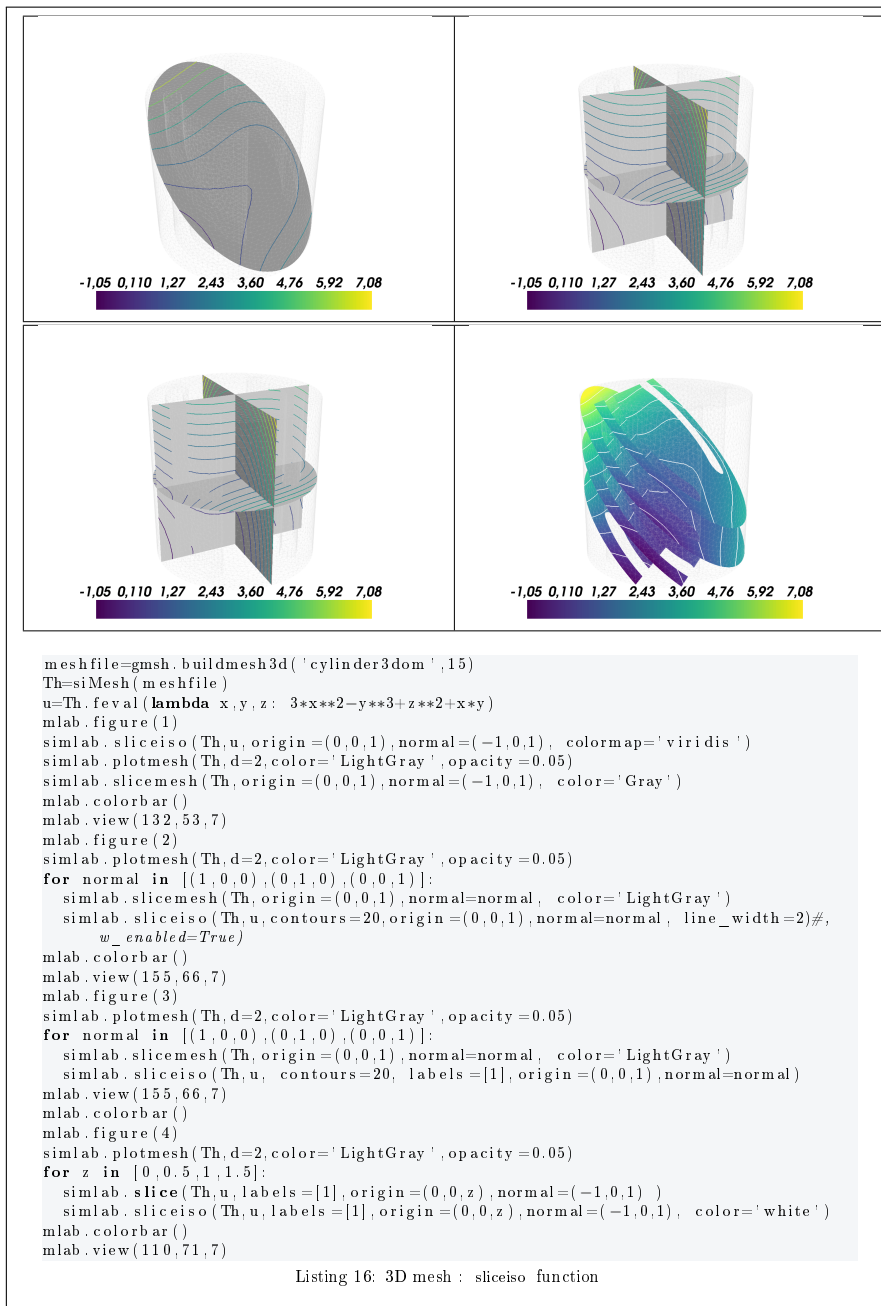 -1,05 0,110 1,27 2,43 3,60 4,76 5,92 7,08
-1,05 0,110 1,27 2,43 3,60 4,76 5,92 7,08
-1,05 0,110 1,27 2,43 3,60 4,76 5,92 7,08
-1,05 0,110 1,27 2,43 3,60 4,76 5,92 7,08
meshfile=gmsh.buildmesh3d('cylinder3dom',15)
Th=siMesh(meshfile)
u=Th.feval(lambda x,y,z: 3*x**2-y**3+z**2+x*y)
mlab.figure(1)
simlab.sliceiso(Th,u,origin=(0,0,1),normal=(-1,0,1), colormap='viridis')
simlab.plotmesh(Th,d=2,color='LightGray',opacity=0.05)
simlab.slicemesh(Th,origin=(0,0,1),normal=(-1,0,1), color='Gray')
mlab.colorbar()
mlab.view(132,53,7)
mlab.figure(2)
simlab.plotmesh(Th,d=2,color='LightGray',opacity=0.05)
for normal in [(1,0,0),(0,1,0),(0,0,1)]:
  simlab.slicemesh(Th,origin=(0,0,1),normal=normal, color='LightGray')
  simlab.sliceiso(Th,u,contours=20,origin=(0,0,1),normal=normal, line_width=2)#,
      w_enabled=True)
mlab.colorbar()
mlab.view(155,66,7)
mlab.figure(3)
simlab.plotmesh(Th,d=2,color='LightGray',opacity=0.05)
for normal in [(1,0,0),(0,1,0),(0,0,1)]:
  simlab.slicemesh(Th,origin=(0,0,1),normal=normal, color='LightGray')
  simlab.sliceiso(Th,u, contours=20, labels=[1],origin=(0,0,1),normal=normal)
mlab.view(155,66,7)
mlab.colorbar()
mlab.figure(4)
simlab.plotmesh(Th,d=2,color='LightGray',opacity=0.05)
for z in [0,0.5,1,1.5]:
  simlab.slice(Th,u,labels=[1],origin=(0,0,z),normal=(-1,0,1) )
  simlab.sliceiso(Th,u,labels=[1],origin=(0,0,z),normal=(-1,0,1), color='white')
mlab.colorbar()
mlab.view(110,71,7)
Listing 16: 3D mesh : sliceiso function